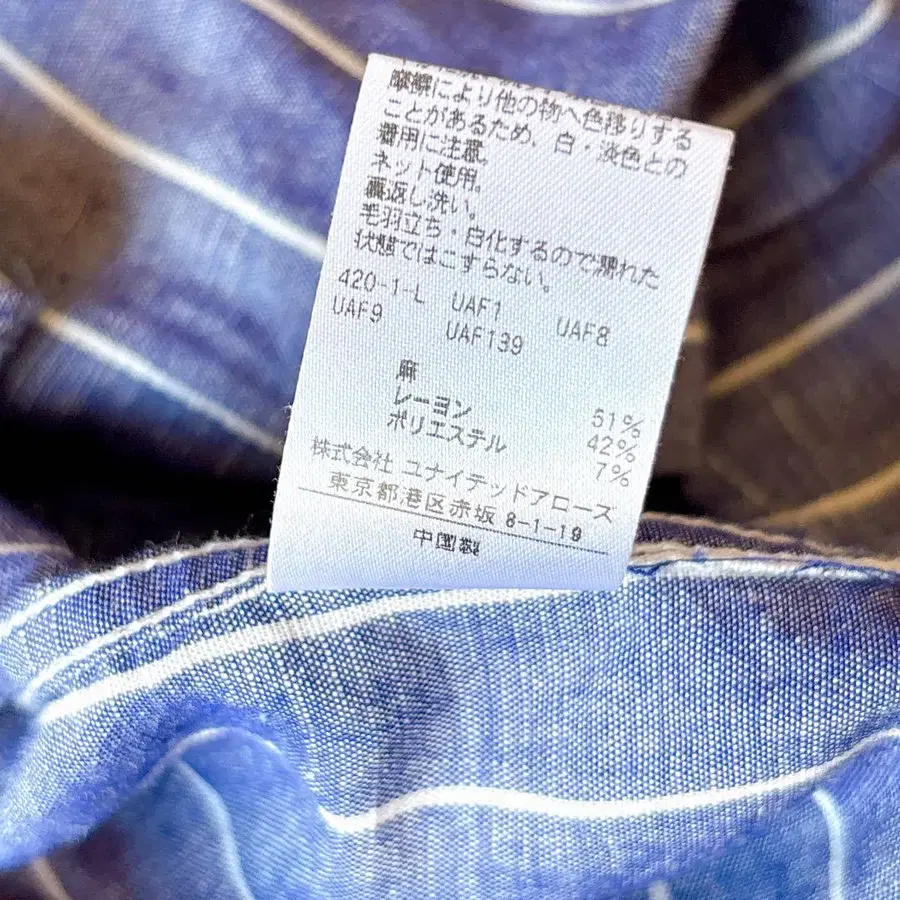 摩擦により他の物へ色移りする
ことがあるため、白・淡色との
着用に注意。
ネット使用。
裏返し洗い。
毛羽立ち・白化するので濡れた
状態ではこすらない。
420-1-L UAF1 UAF8
UAF9 UAF139
麻 51%
レーヨン 42%
ポリエステル 7%
株式会社 ユナイテッドアローズ
東京都港区赤坂 8-1-19
中国製